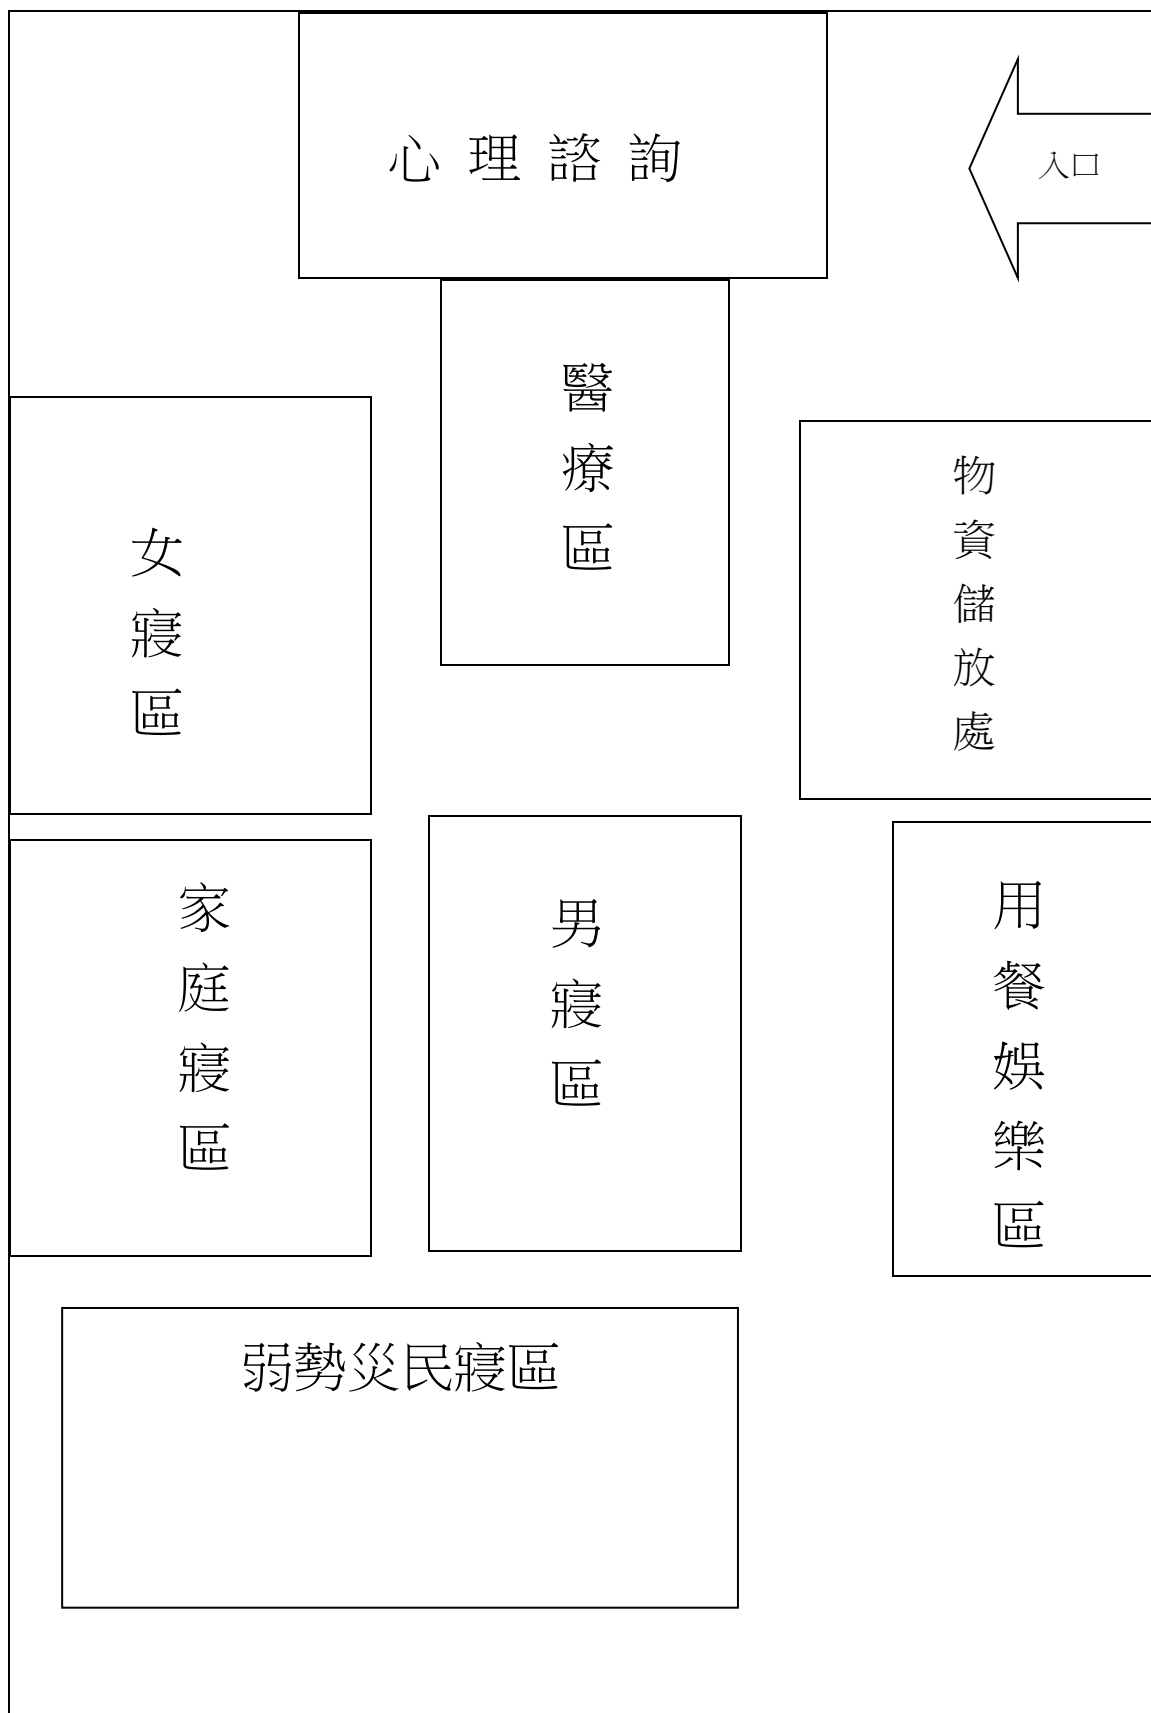 心理諮詢
入口
醫療區
女寢區
物資儲放處
家庭寢區
男寢區
用餐娛樂區
弱勢災民寢區